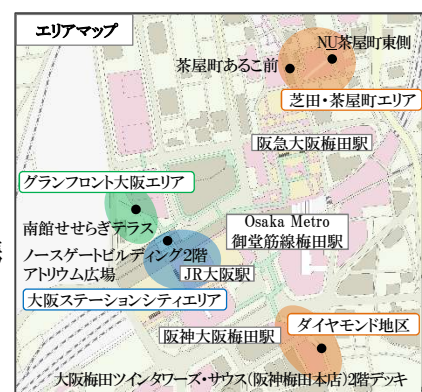 エリアマップ
NU茶屋町東側
茶屋町あるこ前
芝田・茶屋町エリア
阪急大阪梅田駅
グランフロント大阪エリア
南館せせらぎテラス
Osaka Metro
御堂筋線梅田駅
ノースゲートビルディング2階
アトリウム広場
JR大阪駅
大阪ステーションシティエリア
ダイヤモンド地区
阪神大阪梅田駅
大阪梅田ツインタワーズ・サウス(阪神梅田本店)2階デッキ